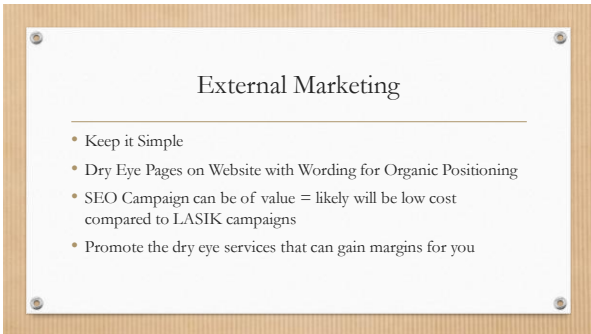 External Marketing
• Keep it Simple
• Dry Eye Pages on Website with Wording for Organic Positioning
• SEO Campaign can be of value = likely will be low cost
compared to LASIK campaigns
• Promote the dry eye services that can gain margins for you